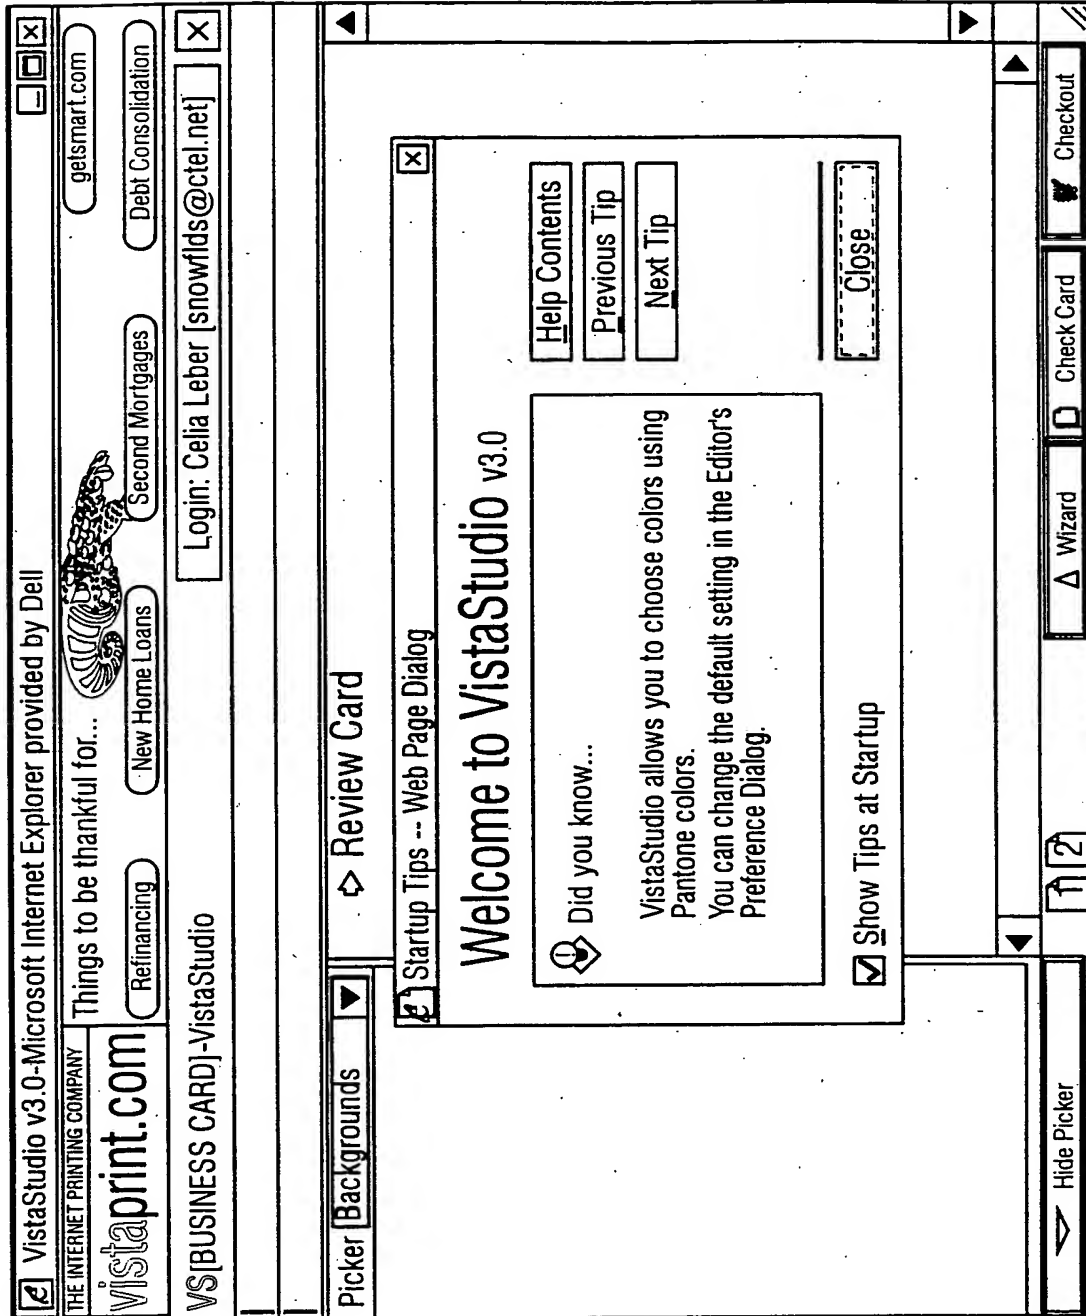 VistaStudio v3.0-Microsoft Internet Explorer provided by Dell
THE INTERNET PRINTING COMPANY
vistaprint.com
Things to be thankful for...
getsmart.com
Refinancing
New Home Loans
Second Mortgages
Debt Consolidation
VS[BUSINESS CARD]-VistaStudio
Login: Celia Leber [snowflds@ctel.net]
Picker
Backgrounds
Review Card
Startup Tips -- Web Page Dialog
Welcome to VistaStudio v3.0
Did you know...
VistaStudio allows you to choose colors using
Pantone colors.
You can change the default setting in the Editor's
Preference Dialog.
Help Contents
Previous Tip
Next Tip
Show Tips at Startup
Close
Hide Picker
1
2
Wizard
Check Card
Checkout